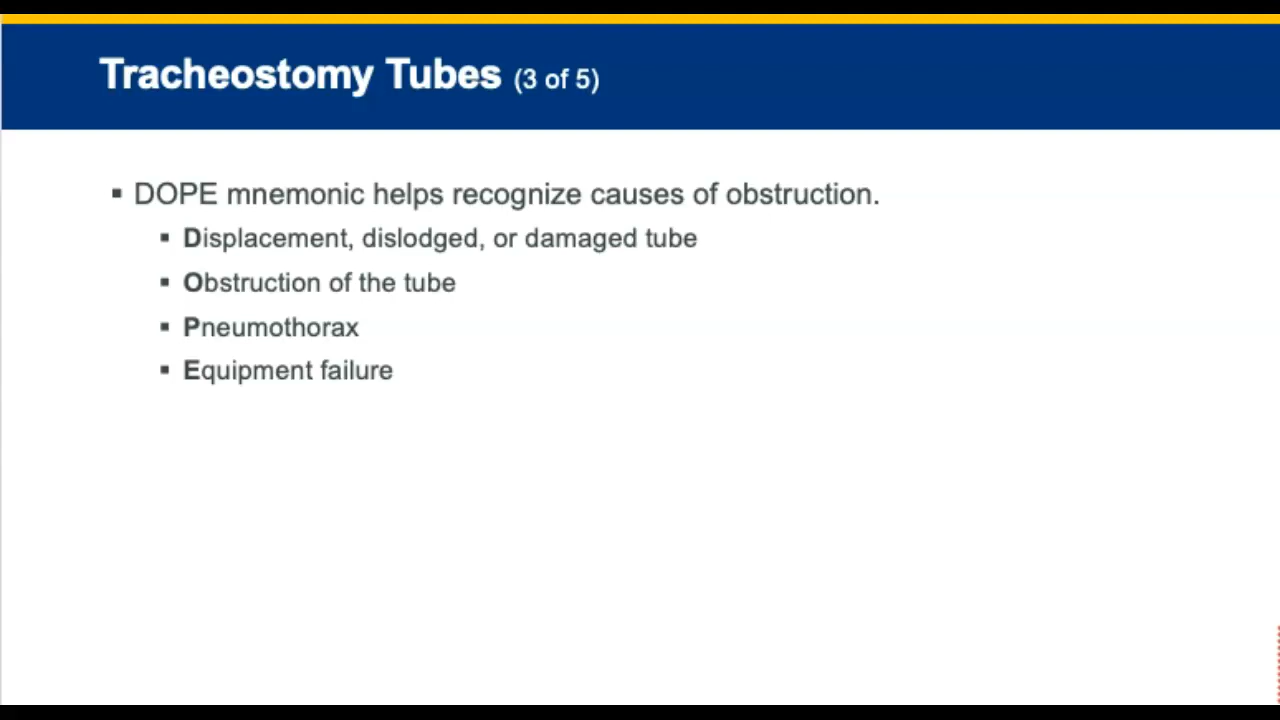 Tracheostomy Tubes (3 of 5)
▪ DOPE mnemonic helps recognize causes of obstruction.
▪ Displacement, dislodged, or damaged tube
▪ Obstruction of the tube
▪ Pneumothorax
▪ Equipment failure